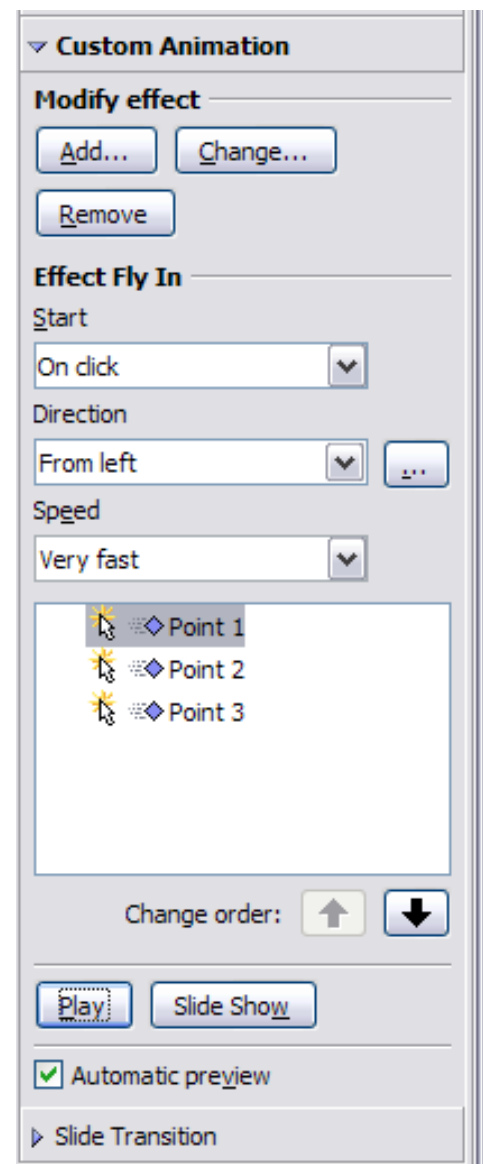 Custom Animation
Modify effect
Add... Change...
Remove
Effect Fly In
Start
On click
Direction
From left ...
Speed
Very fast
Point 1
Point 2
Point 3
Change order:
Play Slide Show
Automatic preview
Slide Transition